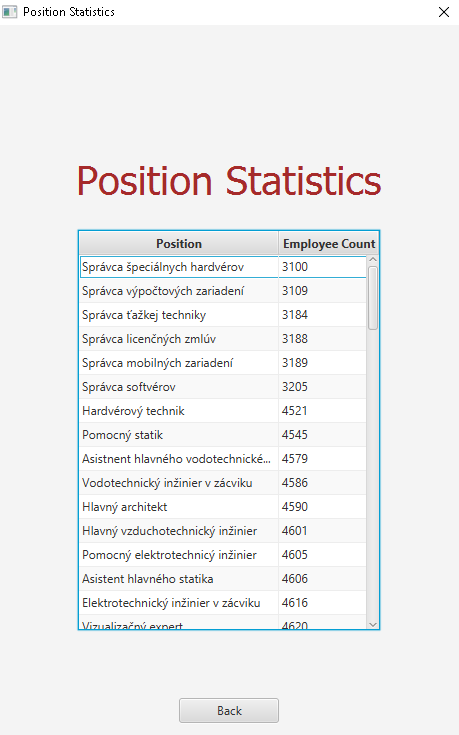 Position Statistics
Position Statistics
Position Employee Count
Správca špeciálnych hardvérov 3100
Správca výpočtových zariadení 3109
Správca ťažkej techniky 3184
Správca licenčných zmlúv 3188
Správca mobilných zariadení 3189
Správca softvérov 3205
Hardvérový technik 4521
Pomocný statik 4545
Asistnent hlavného vodotechnické... 4579
Vodotechnický inžinier v zácviku 4586
Hlavný architekt 4590
Hlavný vzduchotechnický inžinier 4601
Pomocný elektrotechnicý inžinier 4605
Asistent hlavného statika 4606
Elektrotechnický inžinier v zácviku 4616
Vizualizačný expert 4620
Back